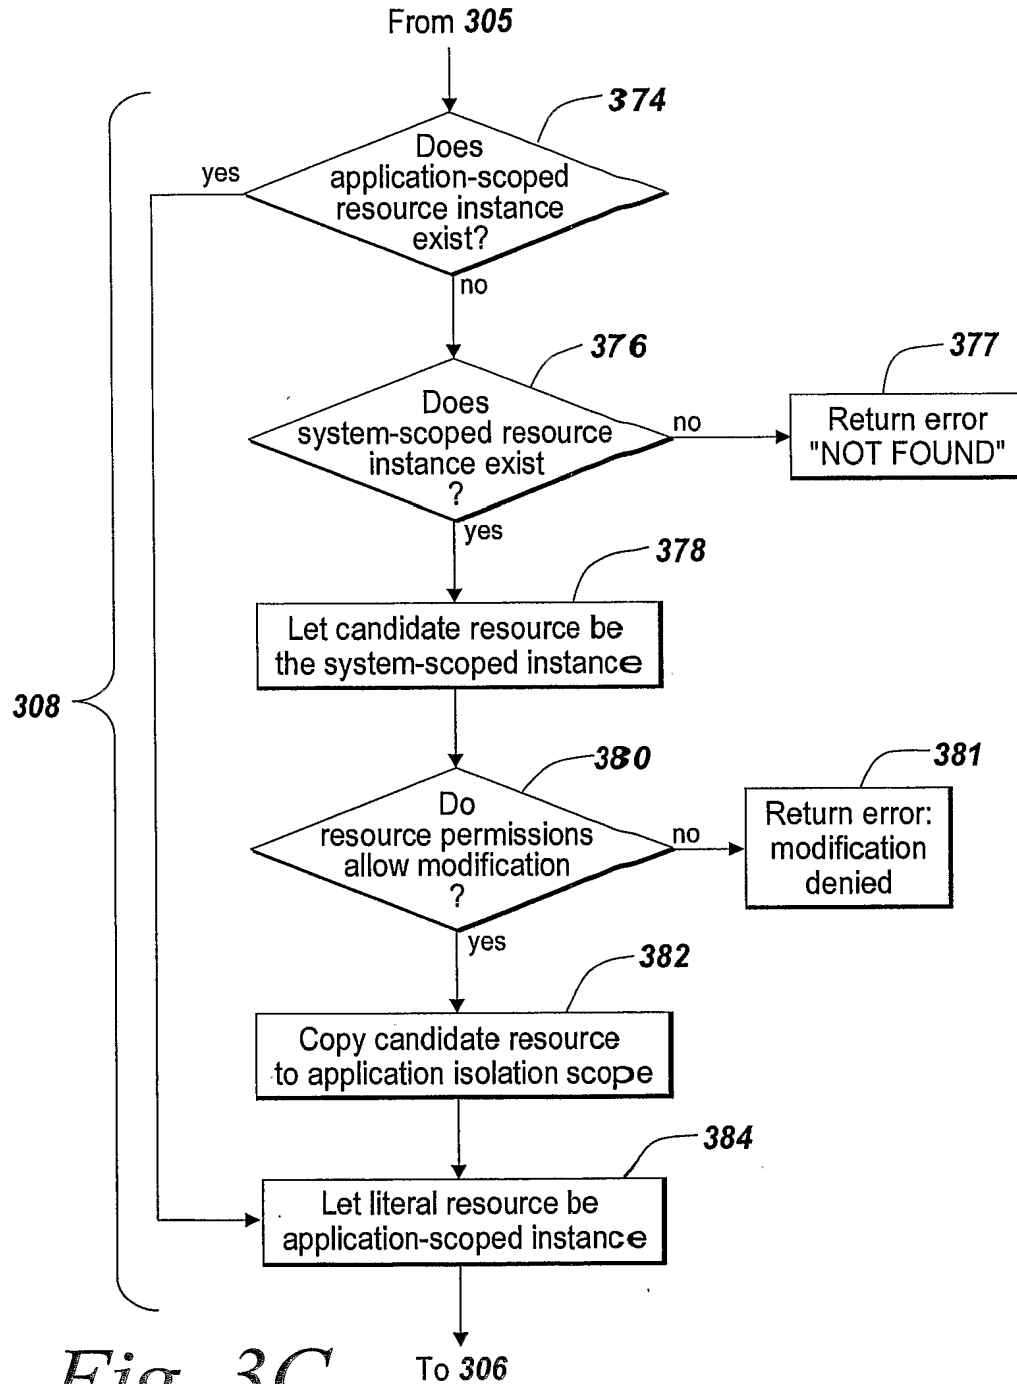 From 305
374
Does
application-scoped
resource instance
exist?
yes
no
376
Does
system-scoped resource
instance exist
?
no
377
Return error
"NOT FOUND"
yes
378
Let candidate resource be
the system-scoped instance
308
380
Do
resource permissions
allow modification
?
no
381
Return error:
modification
denied
yes
382
Copy candidate resource
to application isolation scope
384
Let literal resource be
application-scoped instance
To 306
Fig. 3C